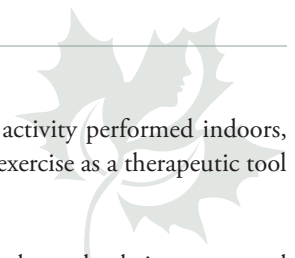 activity performed indoors,
exercise as a therapeutic tool